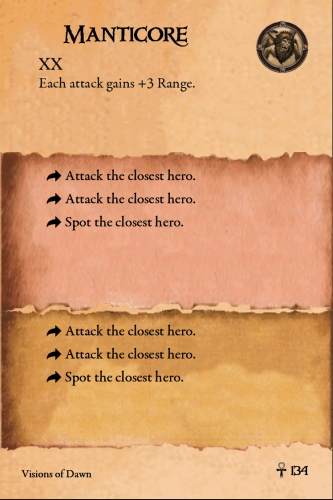 Manticore
XX
Each attack gains +3 Range.
Attack the closest hero.
Attack the closest hero.
Spot the closest hero.
Attack the closest hero.
Attack the closest hero.
Spot the closest hero.
Visions of Dawn
134